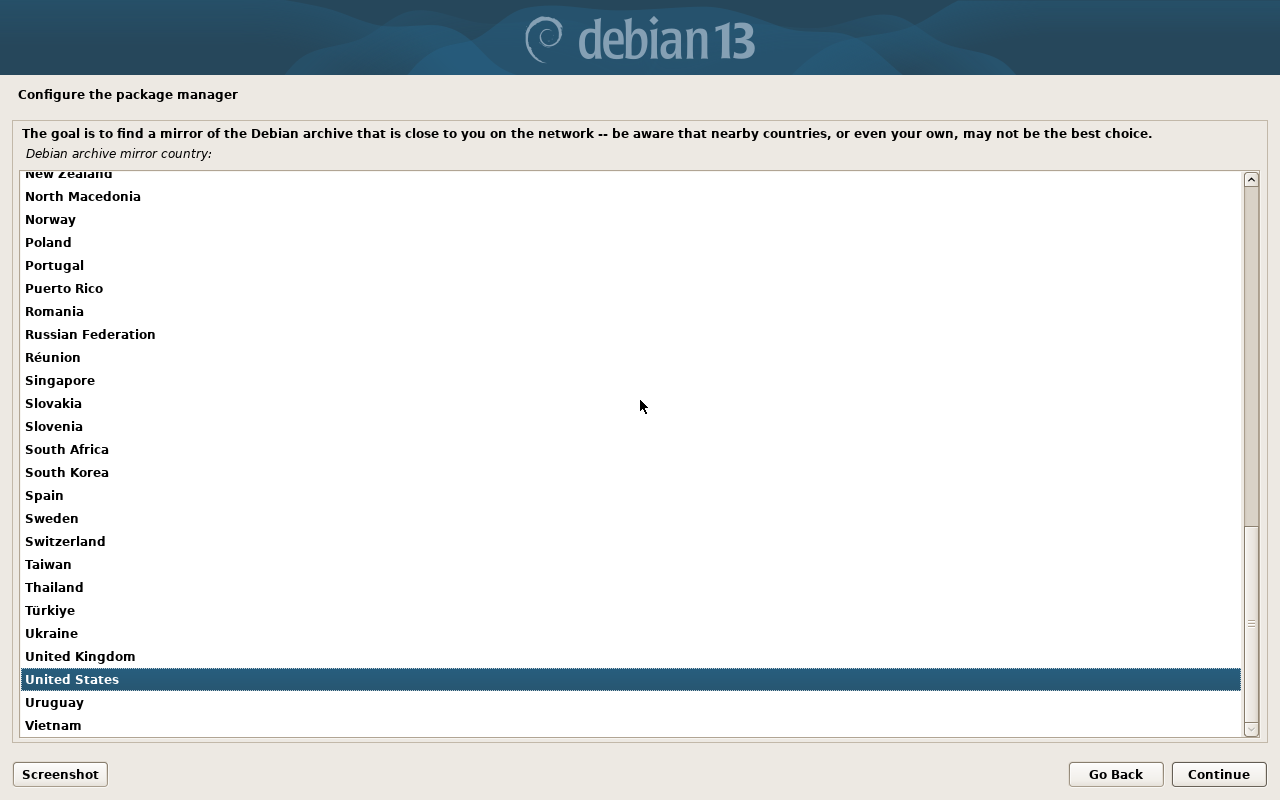 debian 13
Configure the package manager
The goal is to find a mirror of the Debian archive that is close to you on the network -- be aware that nearby countries, or even your own, may not be the best choice.
Debian archive mirror country:
New Zealand
North Macedonia
Norway
Poland
Portugal
Puerto Rico
Romania
Russian Federation
Réunion
Singapore
Slovakia
Slovenia
South Africa
South Korea
Spain
Sweden
Switzerland
Taiwan
Thailand
Türkiye
Ukraine
United Kingdom
United States
Uruguay
Vietnam
Screenshot
Go Back
Continue